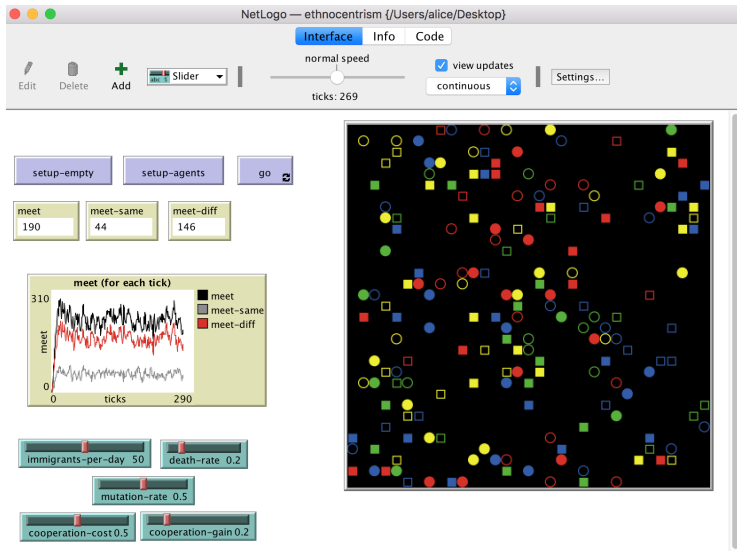 NetLogo — ethnocentrism {/Users/alice/Desktop}
Interface Info Code
Edit Delete Add abc 1 Slider
normal speed
ticks: 269
view updates
continuous
Settings...
setup-empty setup-agents go
meet meet-same meet-diff
190 44 146
meet (for each tick)
310
meet
0
0 ticks 290
meet
meet-same
meet-diff
immigrants-per-day 50 death-rate 0.2
mutation-rate 0.5
cooperation-cost 0.5 cooperation-gain 0.2